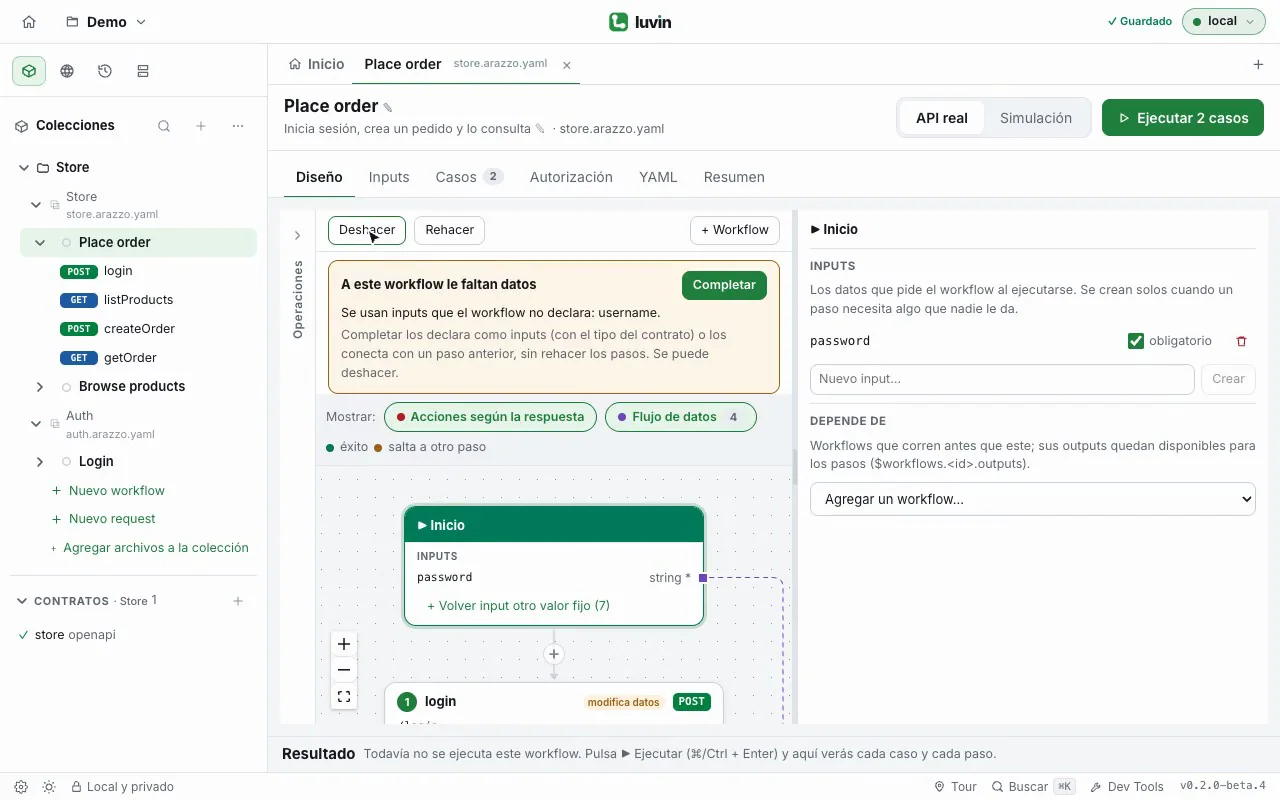 Demo
luvin
Guardado
local
Inicio
Place order store.arazzo.yaml
Colecciones
Place order
Inicia sesión, crea un pedido y lo consulta · store.arazzo.yaml
API real
Simulación
Ejecutar 2 casos
Diseño
Inputs
Casos 2
Autorización
YAML
Resumen
Store
Store
store.arazzo.yaml
Place order
POST login
GET listProducts
POST createOrder
GET getOrder
Browse products
Auth
auth.arazzo.yaml
Login
+ Nuevo workflow
+ Nuevo request
+ Agregar archivos a la colección
CONTRATOS · Store 1
store openapi
Operaciones
Deshacer
Rehacer
+ Workflow
A este workflow le faltan datos
Completar
Se usan inputs que el workflow no declara: username.
Completar los declara como inputs (con el tipo del contrato) o los
conecta con un paso anterior, sin rehacer los pasos. Se puede
deshacer.
Mostrar: Acciones según la respuesta Flujo de datos 4
éxito salta a otro paso
Inicio
INPUTS
password string *
+ Volver input otro valor fijo (7)
1 login modifica datos POST
Inicio
INPUTS
Los datos que pide el workflow al ejecutarse. Se crean solos cuando un
paso necesita algo que nadie le da.
password obligatorio
Nuevo input...
Crear
DEPENDE DE
Workflows que corren antes que este; sus outputs quedan disponibles para
los pasos ($workflows.<id>.outputs).
Agregar un workflow...
Resultado Todavía no se ejecuta este workflow. Pulsa ▶ Ejecutar (⌘/Ctrl + Enter) y aquí verás cada caso y cada paso.
Local y privado
Tour
Buscar ⌘K
Dev Tools
v0.2.0-beta.4